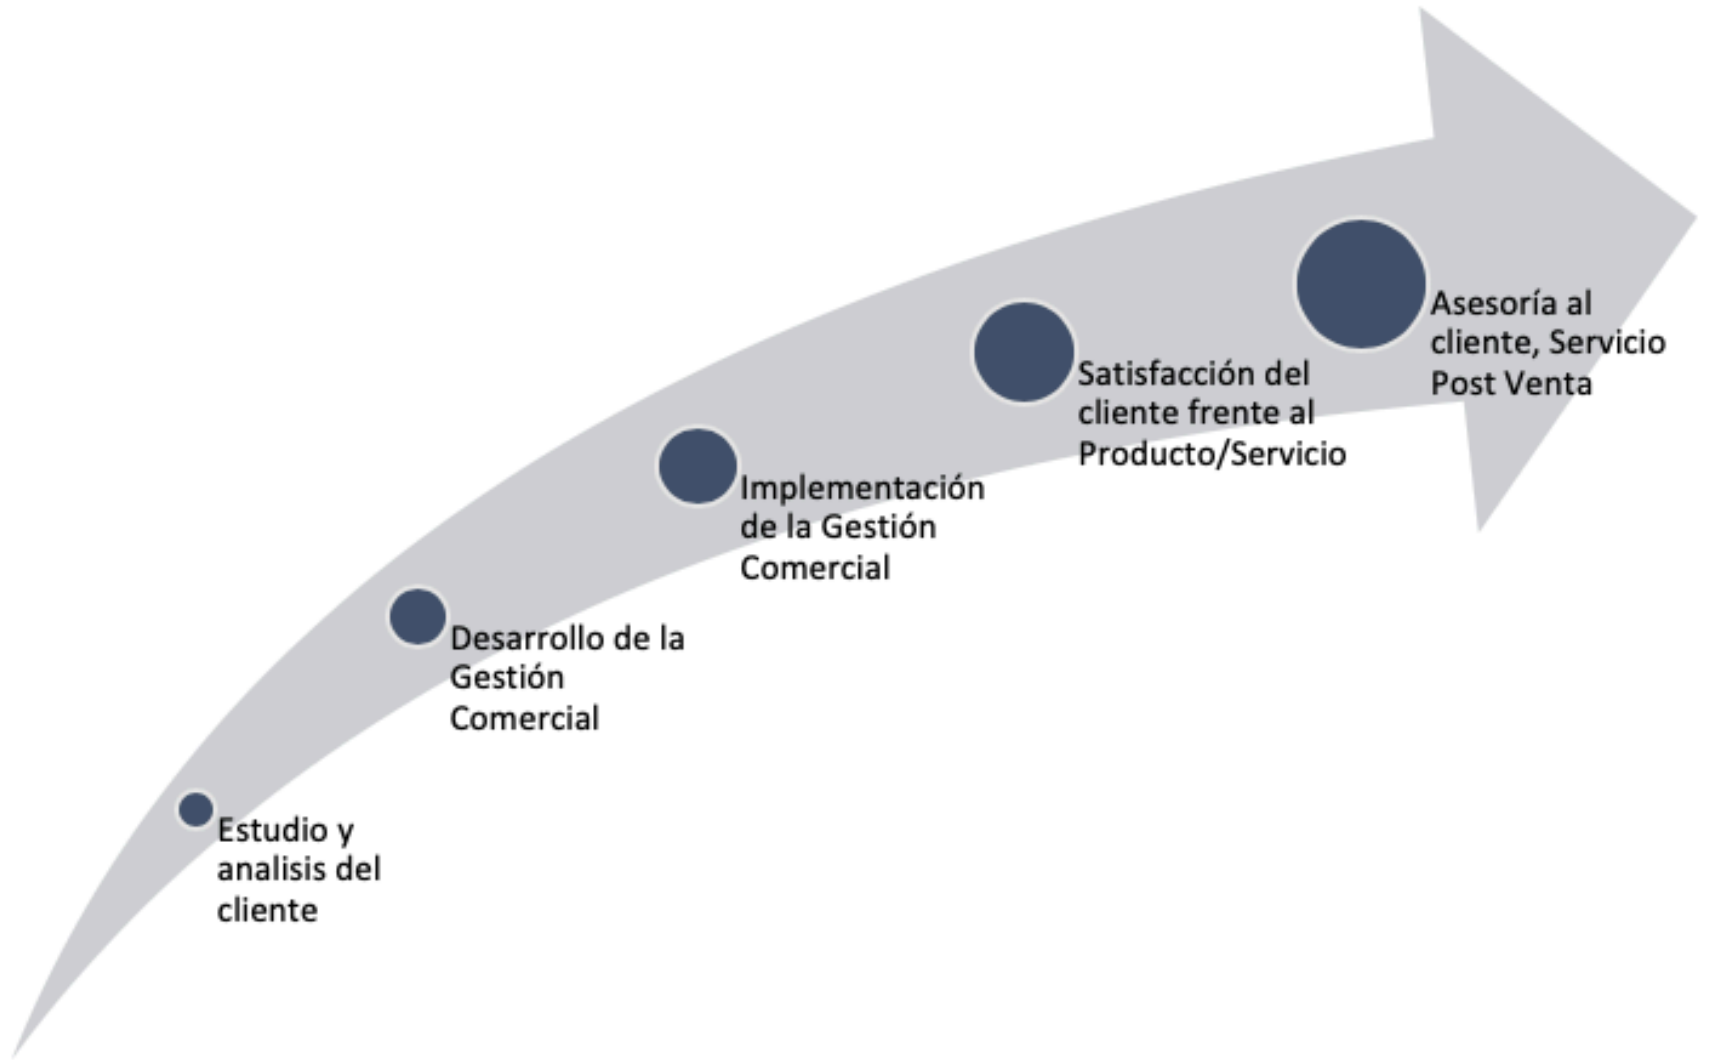 Asesoría al
cliente, Servicio
Post Venta
Satisfacción del
cliente frente al
Producto/Servicio
Implementación
de la Gestión
Comercial
Desarrollo de la
Gestión
Comercial
Estudio y
analisis del
cliente